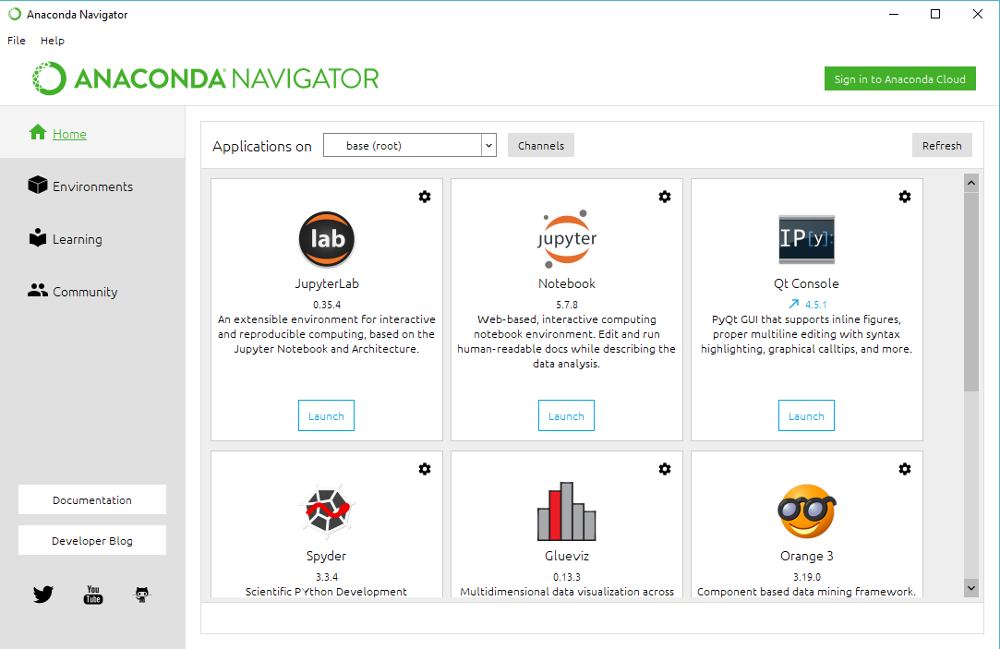 Anaconda Navigator
File Help
ANACONDA NAVIGATOR
Sign in to Anaconda Cloud
Home
Environments
Learning
Community
Documentation
Developer Blog
You
Tube
Applications on base (root) Channels Refresh
lab
JupyterLab
0.35.4
An extensible environment for interactive
and reproducible computing, based on the
Jupyter Notebook and Architecture.
Launch
jupyter
Notebook
5.7.8
Web-based, interactive computing
notebook environment. Edit and run
human-readable docs while describing the
data analysis.
Launch
IP[y]:
Qt Console
4.5.1
PyQt GUI that supports inline figures,
proper multiline editing with syntax
highlighting, graphical calltips, and more.
Launch
Spyder
3.3.4
Scientific PYthon Development
Glueviz
0.13.3
Multidimensional data visualization across
Orange 3
3.19.0
Component based data mining framework.